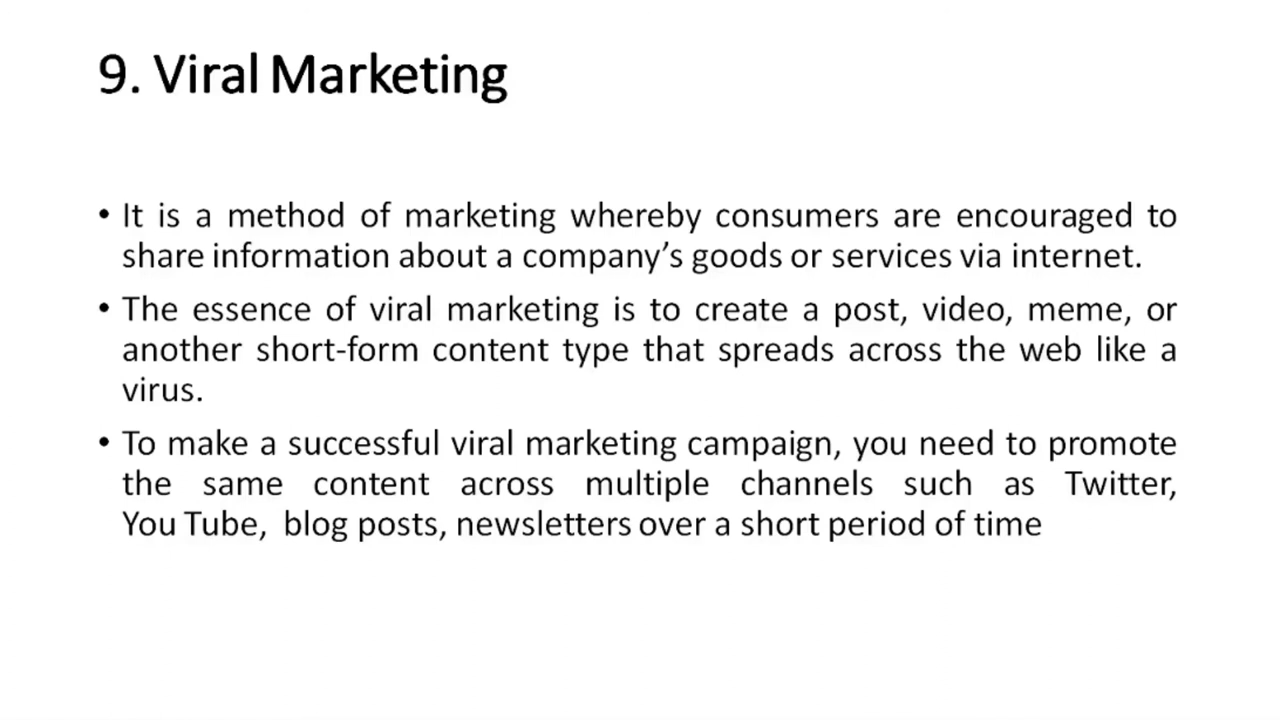 9. Viral Marketing
• It is a method of marketing whereby consumers are encouraged to
share information about a company’s goods or services via internet.
• The essence of viral marketing is to create a post, video, meme, or
another short-form content type that spreads across the web like a
virus.
• To make a successful viral marketing campaign, you need to promote
the same content across multiple channels such as Twitter,
You Tube, blog posts, newsletters over a short period of time